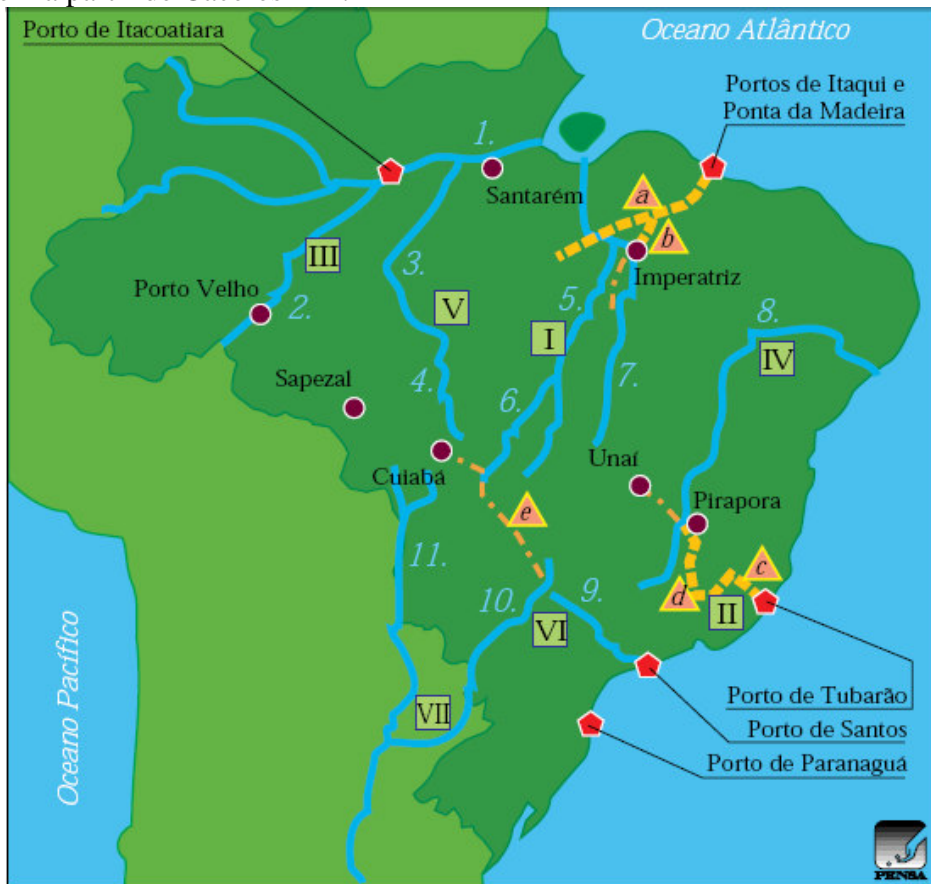 Porto de Itacoatiara
Oceano Atlântico
Portos de Itaqui e
Ponta da Madeira
1.
Santarém
a
b
III
3.
Imperatriz
Porto Velho
2.
V
5.
I
8.
IV
7.
Sapezal
4.
6.
Cuiabá
Unaí
Pirapora
e
11.
c
d
II
10.
9.
VI
VII
Oceano Pacífico
Porto de Tubarão
Porto de Santos
Porto de Paranaguá
PENSA